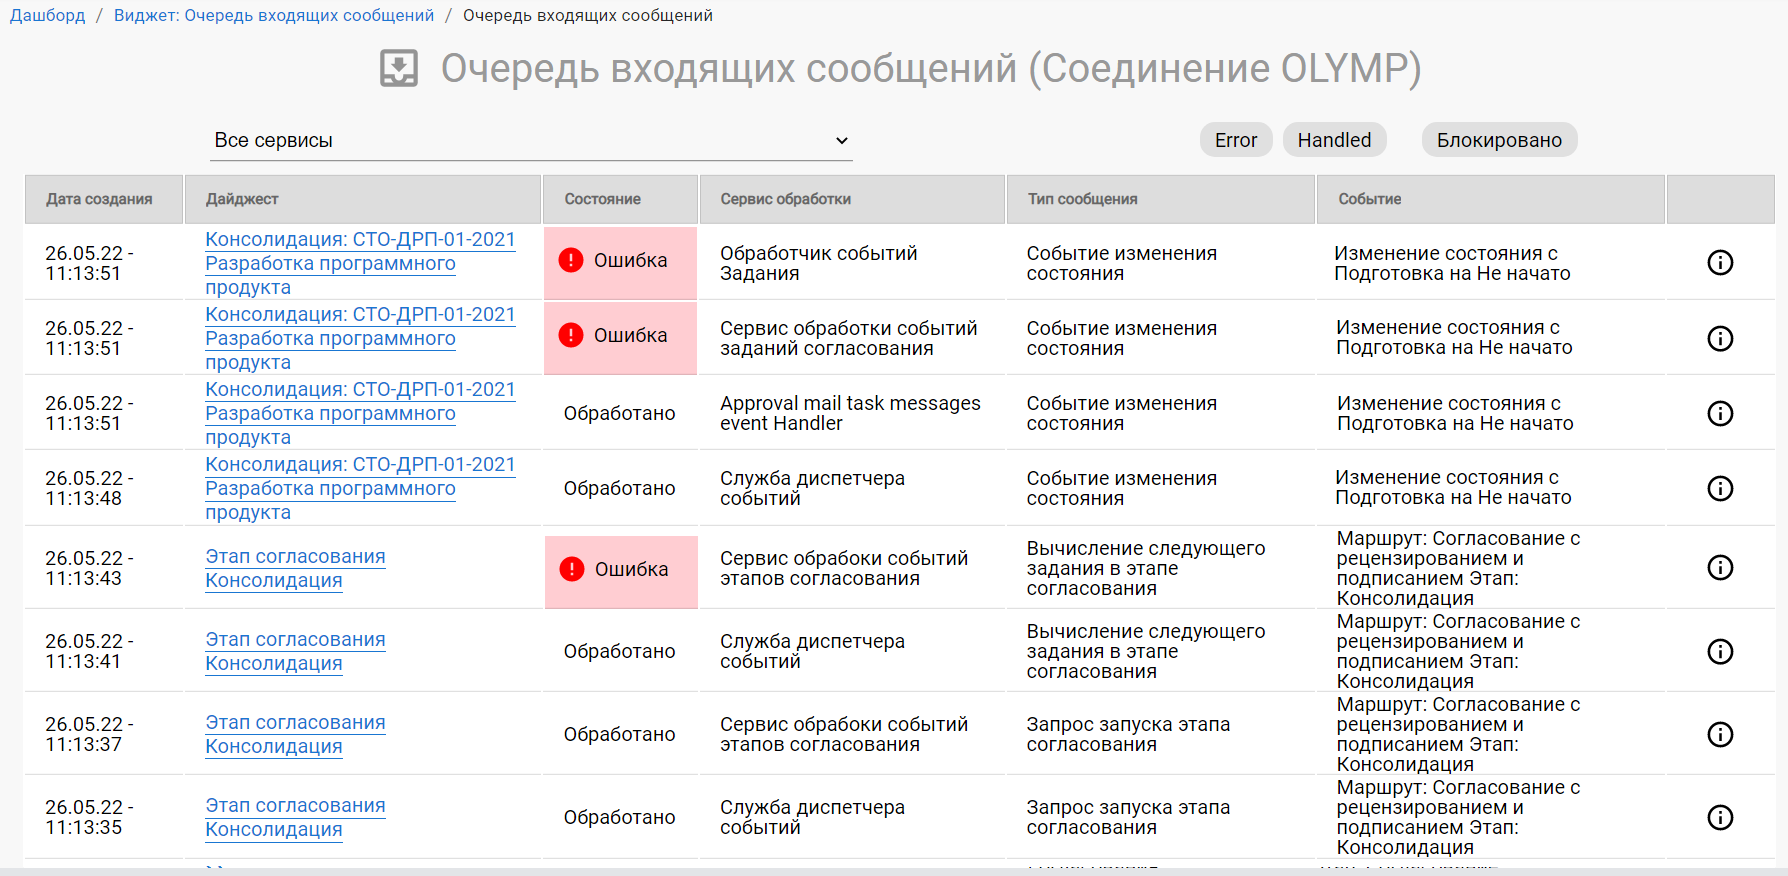 Дашборд / Виджет: Очередь входящих сообщений / Очередь входящих сообщений
Очередь входящих сообщений (Соединение OLYMP)
Все сервисы
Error Handled Блокировано
Дата создания Дайджест Состояние Сервис обработки Тип сообщения Событие
26.05.22 -
11:13:51
Консолидация: СТО-ДРП-01-2021
Разработка программного
продукта
Ошибка
Обработчик событий
Задания
Событие изменения
состояния
Изменение состояния с
Подготовка на Не начато
26.05.22 -
11:13:51
Консолидация: СТО-ДРП-01-2021
Разработка программного
продукта
Ошибка
Сервис обработки событий
заданий согласования
Событие изменения
состояния
Изменение состояния с
Подготовка на Не начато
26.05.22 -
11:13:51
Консолидация: СТО-ДРП-01-2021
Разработка программного
продукта
Обработано
Approval mail task messages
event Handler
Событие изменения
состояния
Изменение состояния с
Подготовка на Не начато
26.05.22 -
11:13:48
Консолидация: СТО-ДРП-01-2021
Разработка программного
продукта
Обработано
Служба диспетчера
событий
Событие изменения
состояния
Изменение состояния с
Подготовка на Не начато
26.05.22 -
11:13:43
Этап согласования
Консолидация
Ошибка
Сервис обрабоки событий
этапов согласования
Вычисление следующего
задания в этапе
согласования
Маршрут: Согласование с
рецензированием и
подписанием Этап:
Консолидация
26.05.22 -
11:13:41
Этап согласования
Консолидация
Обработано
Служба диспетчера
событий
Вычисление следующего
задания в этапе
согласования
Маршрут: Согласование с
рецензированием и
подписанием Этап:
Консолидация
26.05.22 -
11:13:37
Этап согласования
Консолидация
Обработано
Сервис обрабоки событий
этапов согласования
Запрос запуска этапа
согласования
Маршрут: Согласование с
рецензированием и
подписанием Этап:
Консолидация
26.05.22 -
11:13:35
Этап согласования
Консолидация
Обработано
Служба диспетчера
событий
Запрос запуска этапа
согласования
Маршрут: Согласование с
рецензированием и
подписанием Этап:
Консолидация